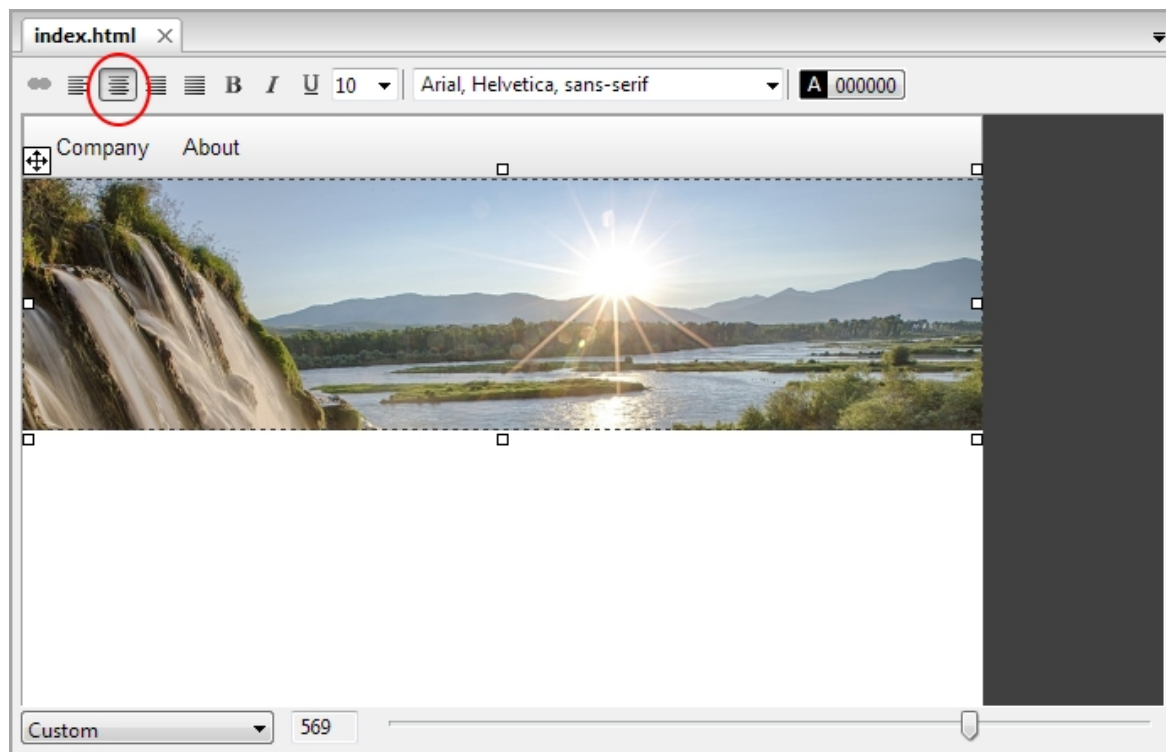 index.html
B I U 10 Arial, Helvetica, sans-serif A 000000
Company About
Custom 569